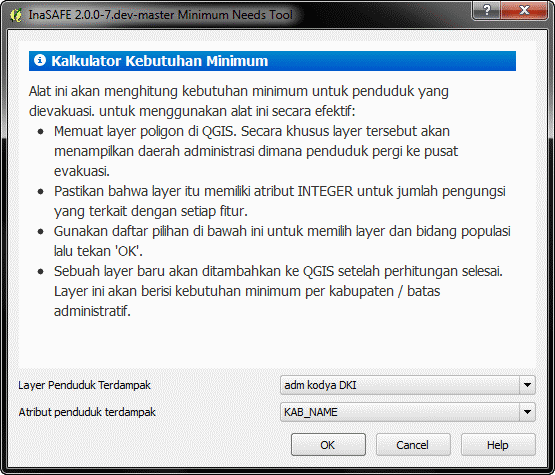 InaSAFE 2.0.0-7.dev-master Minimum Needs Tool
Kalkulator Kebutuhan Minimum
Alat ini akan menghitung kebutuhan minimum untuk penduduk yang
dievakuasi. untuk menggunakan alat ini secara efektif:
• Memuat layer poligon di QGIS. Secara khusus layer tersebut akan
menampilkan daerah administrasi dimana penduduk pergi ke pusat
evakuasi.
• Pastikan bahwa layer itu memiliki atribut INTEGER untuk jumlah pengungsi
yang terkait dengan setiap fitur.
• Gunakan daftar pilihan di bawah ini untuk memilih layer dan bidang populasi
lalu tekan 'OK'.
• Sebuah layer baru akan ditambahkan ke QGIS setelah perhitungan selesai.
Layer ini akan berisi kebutuhan minimum per kabupaten / batas
administratif.
Layer Penduduk Terdampak adm kodya DKI
Atribut penduduk terdampak KAB_NAME
OK Cancel Help